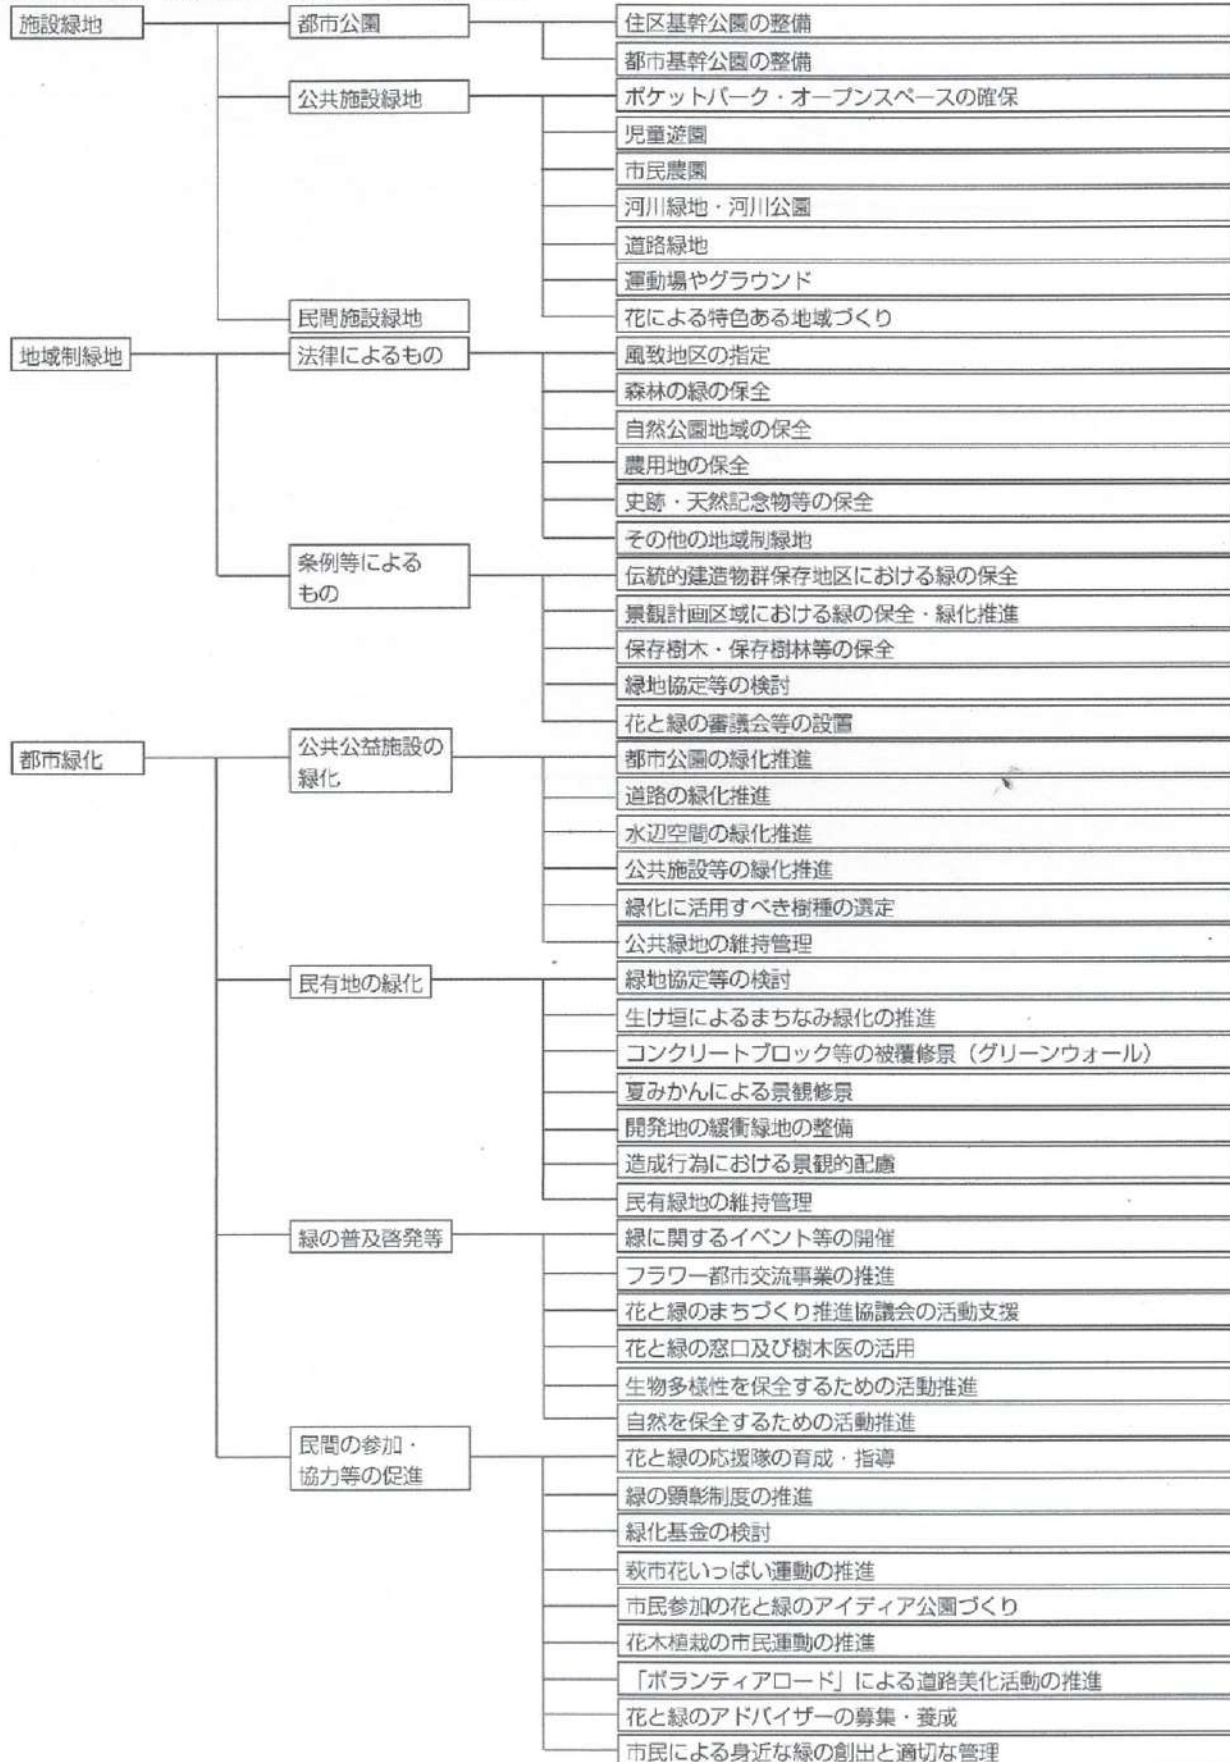 施設緑地
都市公園
住区基幹公園の整備
都市基幹公園の整備
公共施設緑地
ポケットパーク・オープンスペースの確保
児童遊園
市民農園
河川緑地・河川公園
道路緑地
運動場やグラウンド
花による特色ある地域づくり
民間施設緑地
地域制緑地
法律によるもの
風致地区の指定
森林の緑の保全
自然公園地域の保全
農用地の保全
史跡・天然記念物等の保全
その他の地域制緑地
条例等による
もの
伝統的建造物群保存地区における緑の保全
景観計画区域における緑の保全・緑化推進
保存樹木・保存樹林等の保全
緑地協定等の検討
花と緑の審議会等の設置
都市緑化
公共公益施設の
緑化
都市公園の緑化推進
道路の緑化推進
水辺空間の緑化推進
公共施設等の緑化推進
緑化に活用すべき樹種の選定
公共緑地の維持管理
民有地の緑化
緑地協定等の検討
生け垣によるまちなみ緑化の推進
コンクリートブロック等の被覆修景（グリーンウォール）
夏みかんによる景観修景
開発地の緩衝緑地の整備
造成行為における景観的配慮
民有緑地の維持管理
緑の普及啓発等
緑に関するイベント等の開催
フラワー都市交流事業の推進
花と緑のまちづくり推進協議会の活動支援
花と緑の窓口及び樹木医の活用
生物多様性を保全するための活動推進
自然を保全するための活動推進
民間の参加・
協力等の促進
花と緑の応援隊の育成・指導
緑の顕彰制度の推進
緑化基金の検討
萩市花いっぱい運動の推進
市民参加の花と緑のアイディア公園づくり
花木植栽の市民運動の推進
「ボランティアロード」による道路美化活動の推進
花と緑のアドバイザーの募集・養成
市民による身近な緑の創出と適切な管理